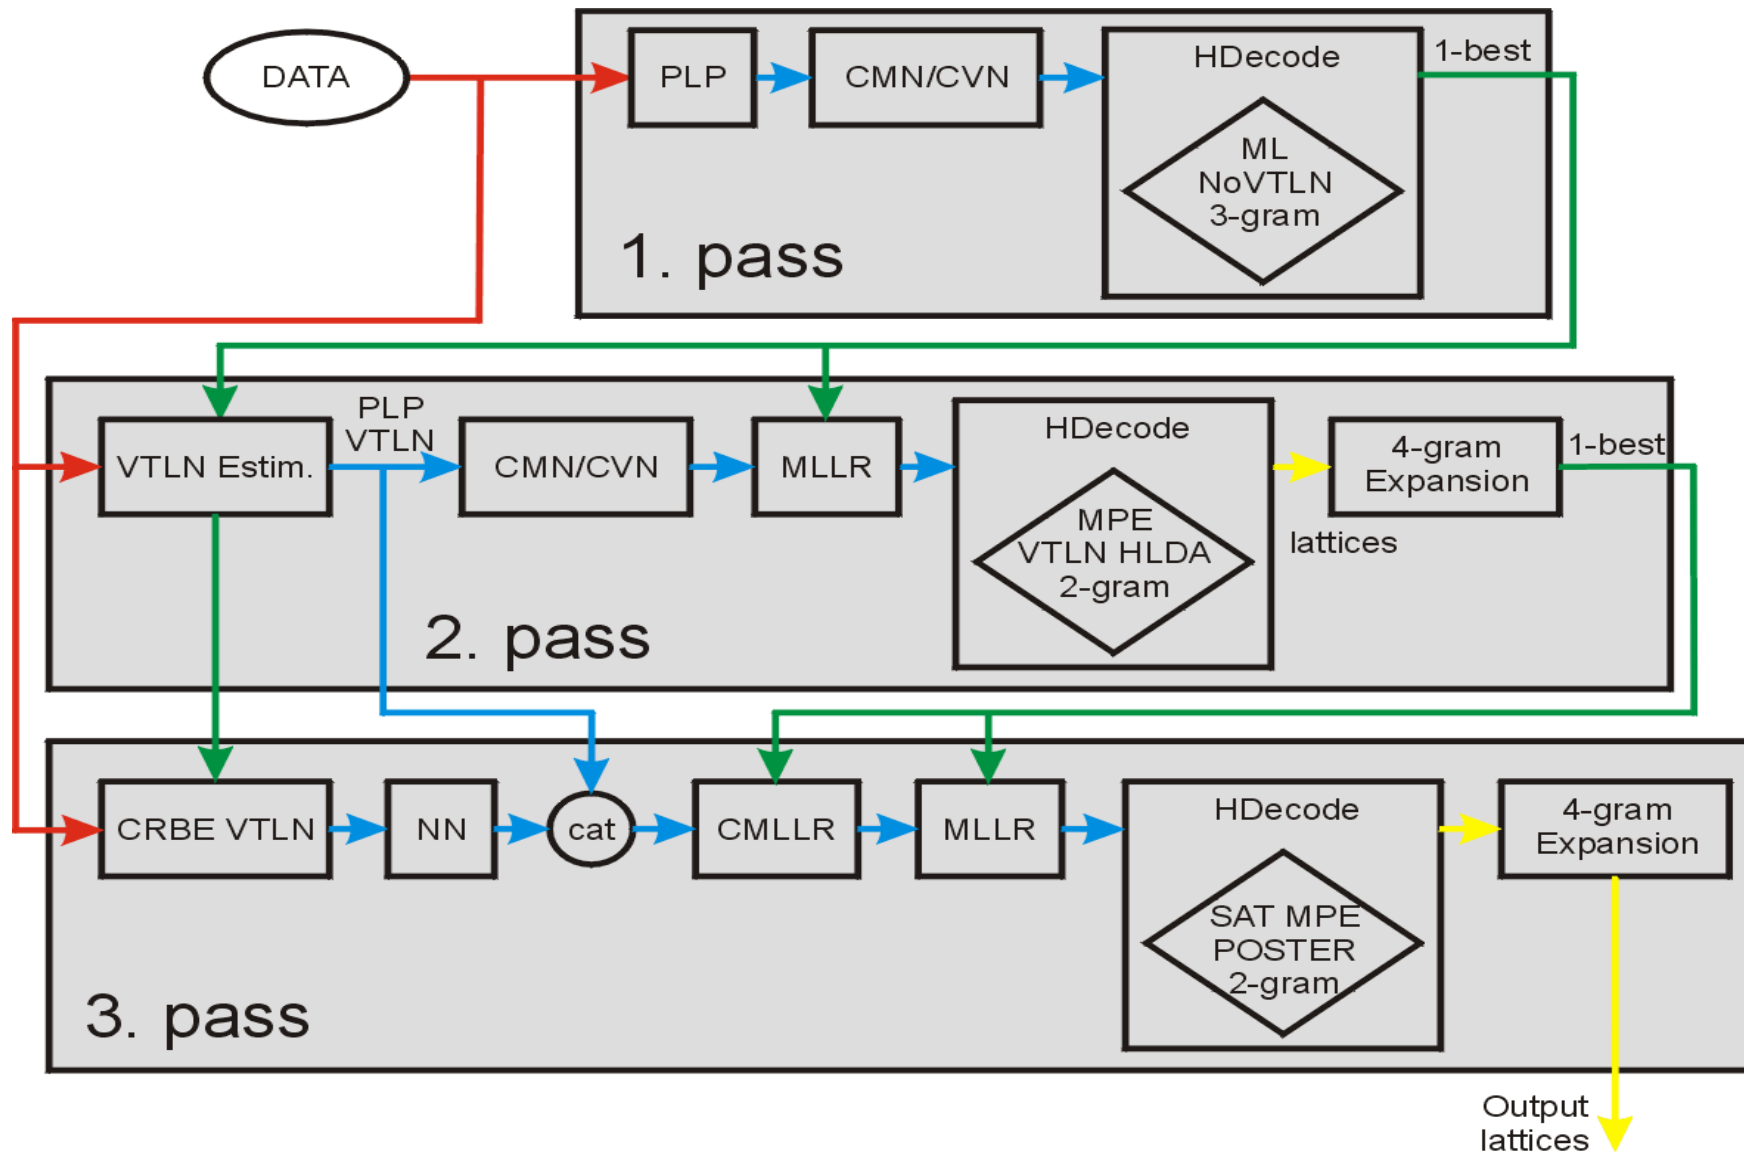 DATA
PLP
CMN/CVN
HDecode
1-best
ML
NoVTLN
3-gram
1. pass
VTLN Estim.
PLP
VTLN
CMN/CVN
MLLR
HDecode
MPE
VTLN HLDA
2-gram
lattices
4-gram
Expansion
1-best
2. pass
CRBE VTLN
NN
cat
CMLLR
MLLR
HDecode
SAT MPE
POSTER
2-gram
4-gram
Expansion
3. pass
Output
lattices